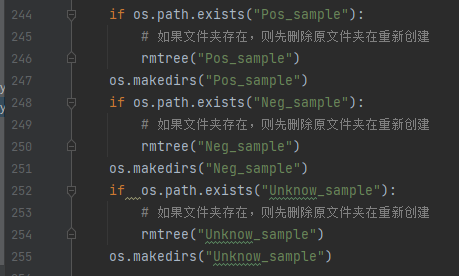 244 if os.path.exists("Pos_sample"):
245 # 如果文件夹存在，则先删除原文件夹在重新创建
246 rmtree("Pos_sample")
247 os.makedirs("Pos_sample")
248 if os.path.exists("Neg_sample"):
249 # 如果文件夹存在，则先删除原文件夹在重新创建
250 rmtree("Neg_sample")
251 os.makedirs("Neg_sample")
252 if  os.path.exists("Unknow_sample"):
253 # 如果文件夹存在，则先删除原文件夹在重新创建
254 rmtree("Unknow_sample")
255 os.makedirs("Unknow_sample")